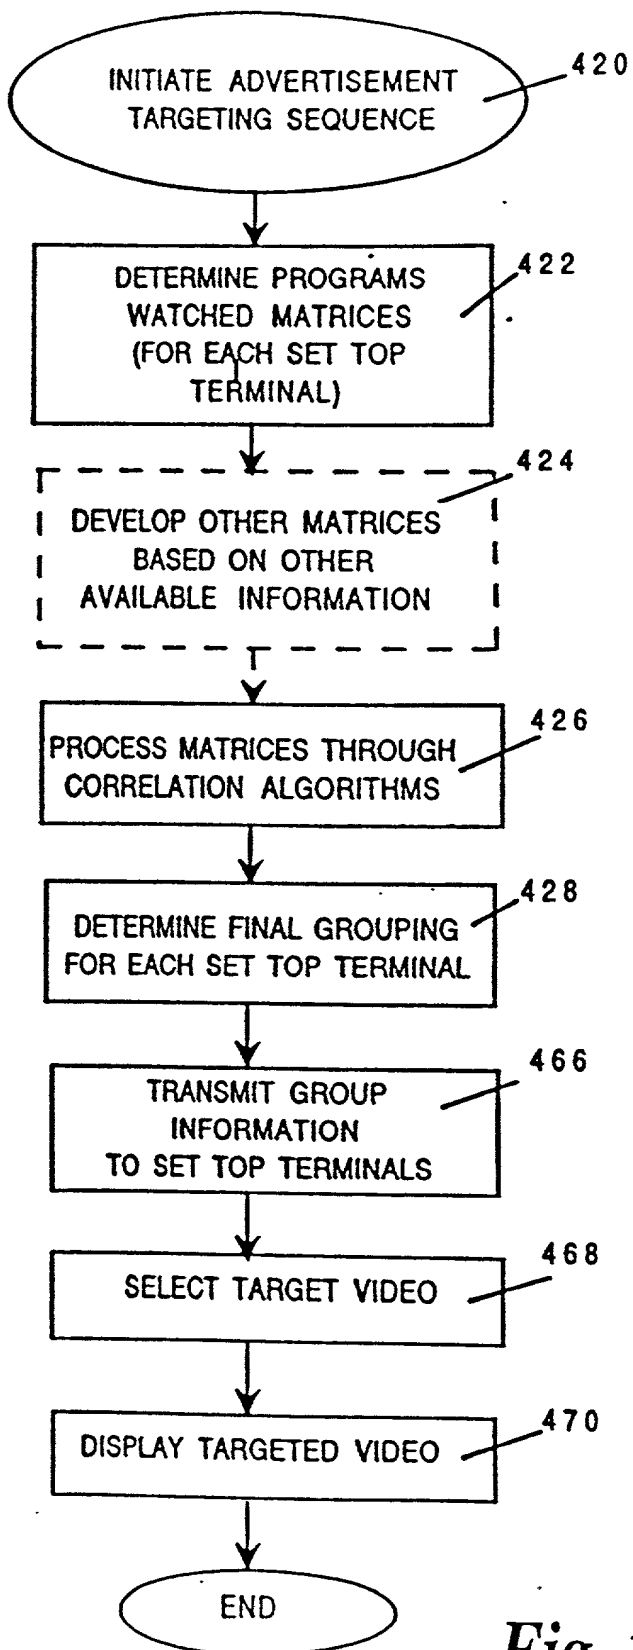 INITIATE ADVERTISEMENT
TARGETING SEQUENCE
420
DETERMINE PROGRAMS
WATCHED MATRICES
(FOR EACH SET TOP
TERMINAL)
422
DEVELOP OTHER MATRICES
BASED ON OTHER
AVAILABLE INFORMATION
424
PROCESS MATRICES THROUGH
CORRELATION ALGORITHMS
426
DETERMINE FINAL GROUPING
FOR EACH SET TOP TERMINAL
428
TRANSMIT GROUP
INFORMATION
TO SET TOP TERMINALS
466
SELECT TARGET VIDEO
468
DISPLAY TARGETED VIDEO
470
END
Fig.